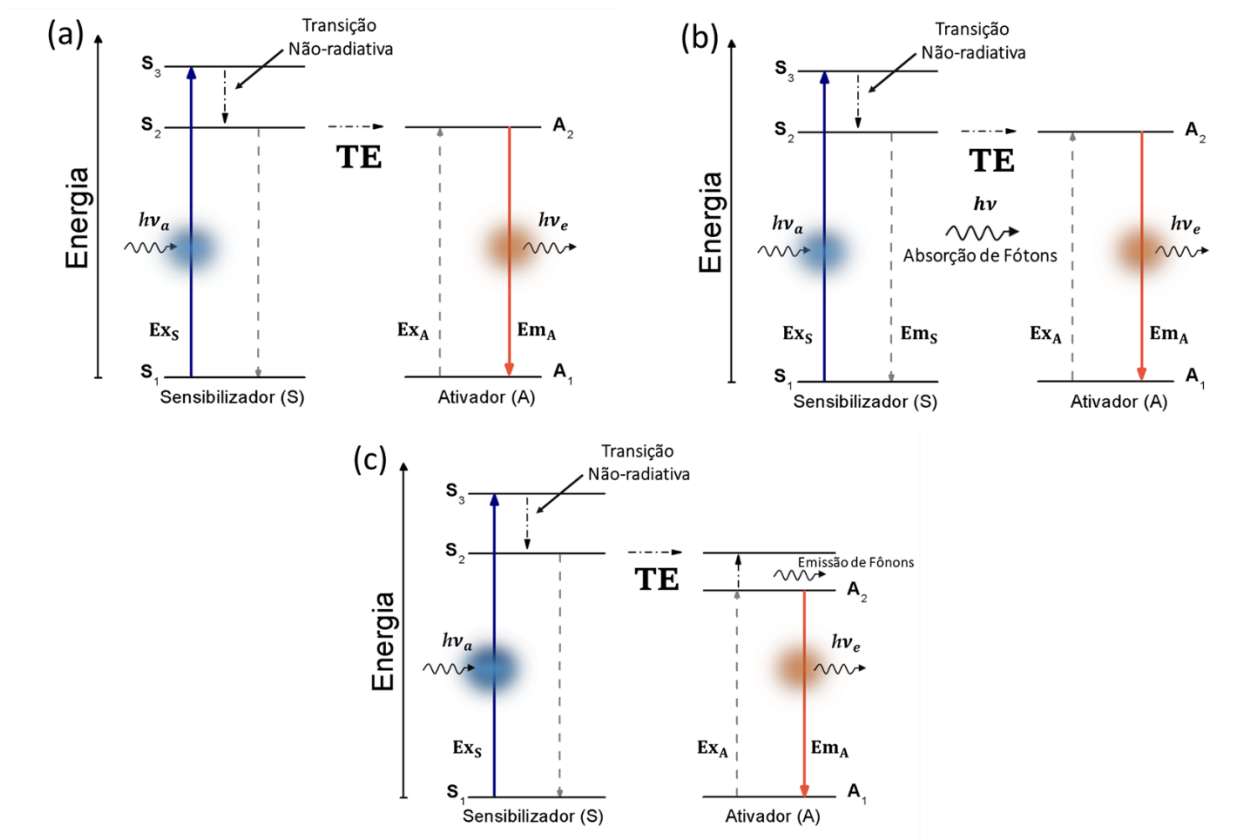 (a)
Transição
Não-radiativa
S3
S2
A2
TE
Energia
hνa
hνe
ExS
ExA
EmA
S1
A1
Sensibilizador (S)
Ativador (A)
(b)
Transição
Não-radiativa
S3
S2
A2
TE
hν
Energia
hνa
hνe
Absorção de Fótons
ExS
EmS
ExA
EmA
S1
A1
Sensibilizador (S)
Ativador (A)
(c)
Transição
Não-radiativa
S3
S2
Emissão de Fônons
TE
A2
Energia
hνa
hνe
ExS
ExA
EmA
S1
A1
Sensibilizador (S)
Ativador (A)